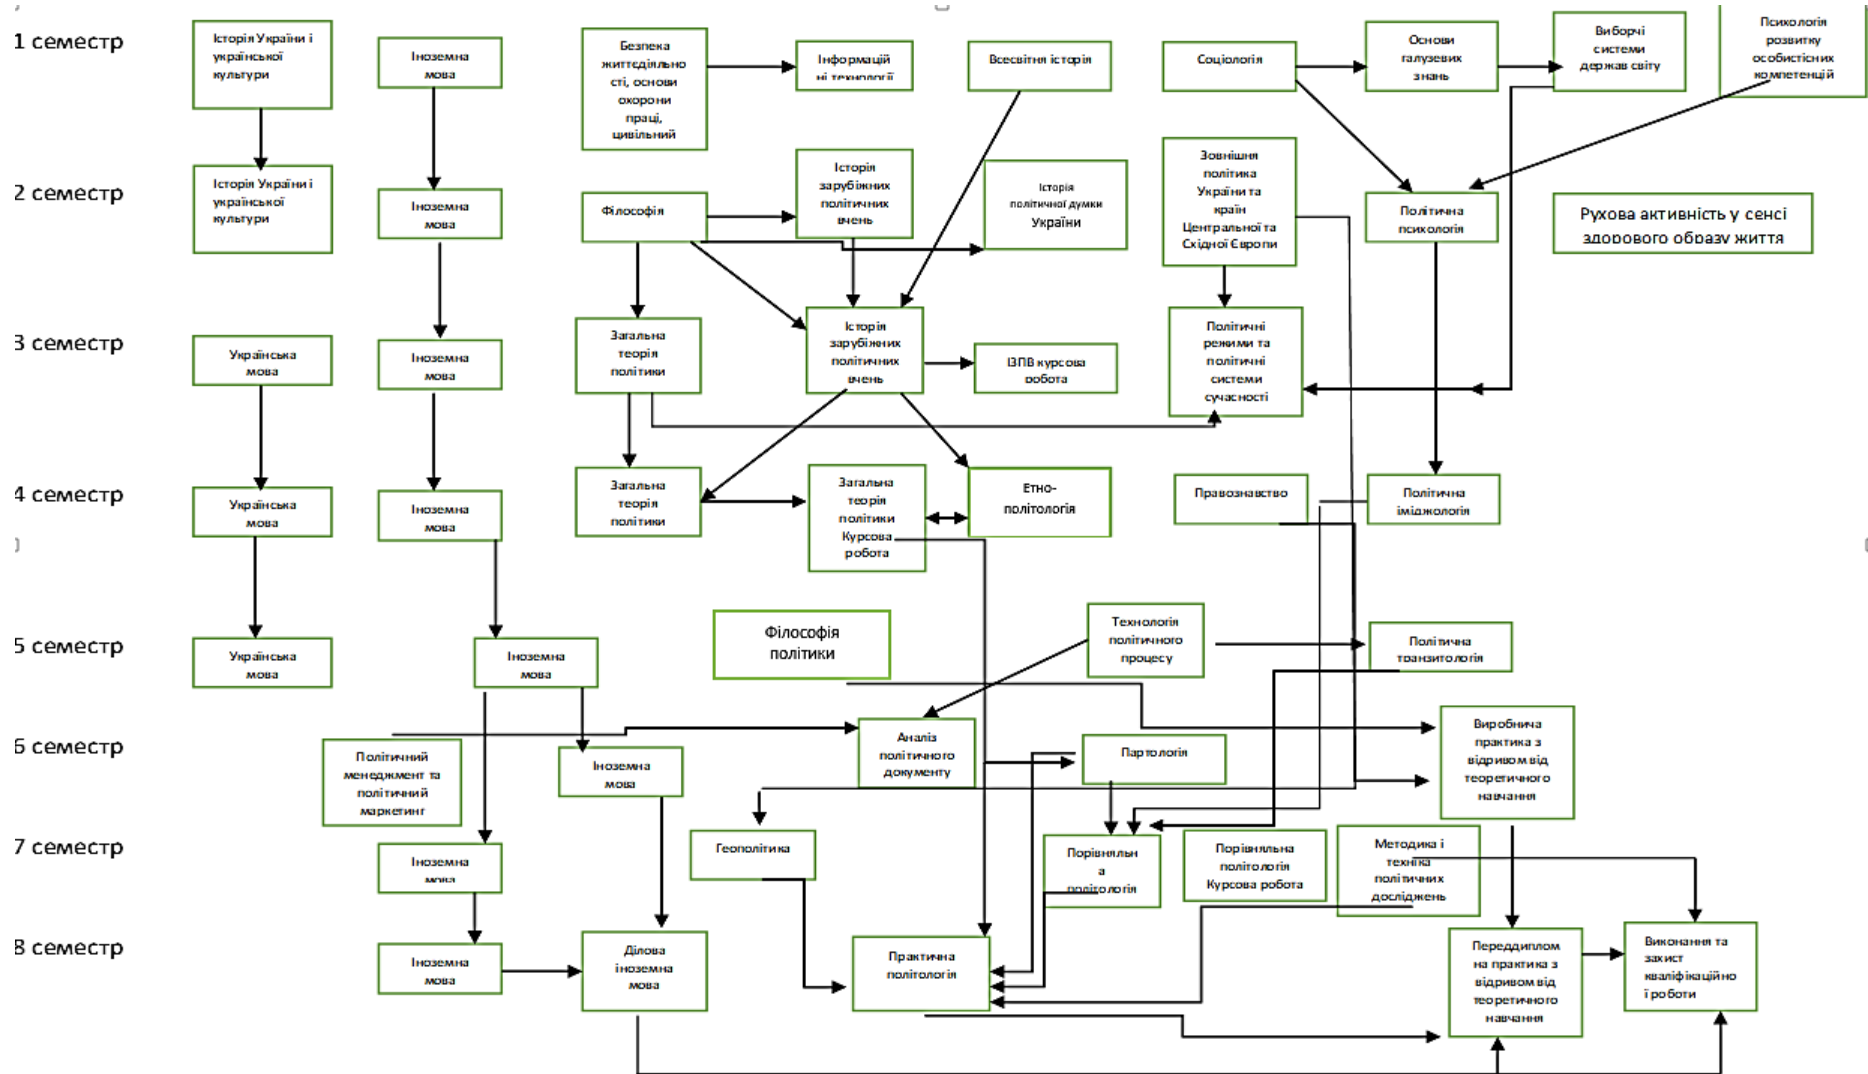 1 семестр
Історія України і
української
культури
Іноземна
мова
Безпека
життєдіяльно
сті, основи
охорони
праці,
цивільний
Інформацій
ні технології
Всесвітня історія
Соціологія
Основи
галузевих
знань
Виборчі
системи
держав світу
Психологія
розвитку
особистісних
компетенцій
2 семестр
Історія України і
української
культури
Іноземна
мова
Філософія
Історія
зарубіжних
політичних
вчень
Історія
політичної думки
України
Зовнішня
політика
України та
країн
Центральної та
Східної Європи
Політична
психологія
Рухова активність у сенсі
здорового образу життя
3 семестр
Українська
мова
Іноземна
мова
Загальна
теорія
політики
Історія
зарубіжних
політичних
вчень
ІЗПВ курсова
робота
Політичні
режими та
політичні
системи
сучасності
4 семестр
Українська
мова
Іноземна
мова
Загальна
теорія
політики
Загальна
теорія
політики
Курсова
робота
Етно-
політологія
Правознавство
Політична
іміджологія
5 семестр
Українська
мова
Іноземна
мова
Філософія
політики
Технологія
політичного
процесу
Політична
транзитологія
6 семестр
Політичний
менеджмент та
політичний
маркетинг
Іноземна
мова
Аналіз
політичного
документу
Партологія
Виробнича
практика з
відривом від
теоретичного
навчання
7 семестр
Іноземна
мова
Геополітика
Порівняльн
а
політологія
Порівняльна
політологія
Курсова робота
Методика і
техніка
політичних
досліджень
8 семестр
Іноземна
мова
Ділова
іноземна
мова
Практична
політологія
Переддиплом
на практика з
відривом від
теоретичного
навчання
Виконання та
захист
кваліфікаційно
ї роботи